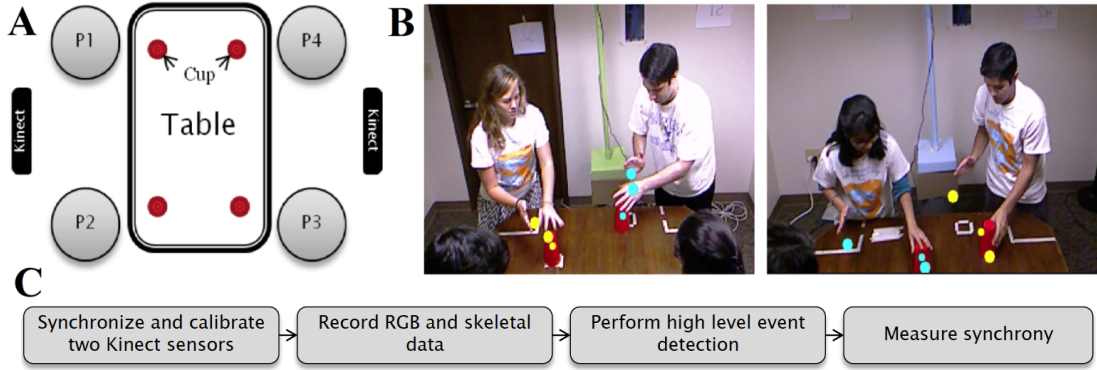 A
P1
P4
Cup
Kinect
Table
Kinect
P2
P3
B
C
Synchronize and calibrate
two Kinect sensors
Record RGB and skeletal
data
Perform high level event
detection
Measure synchrony